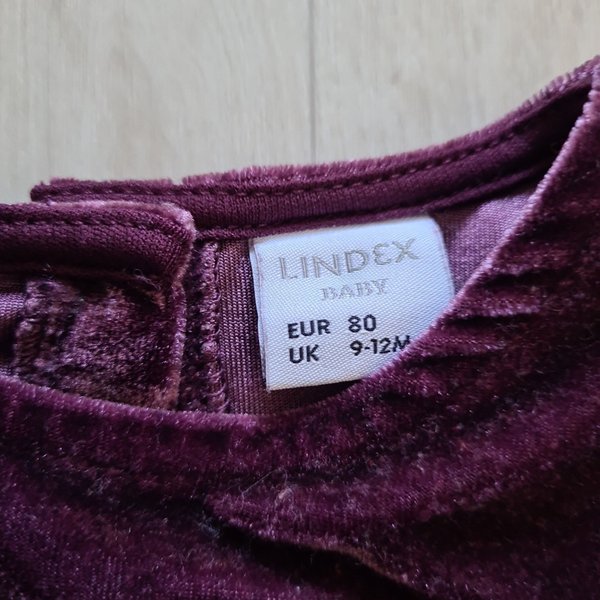 LINDEX
BABY
EUR 80
UK 9-12M